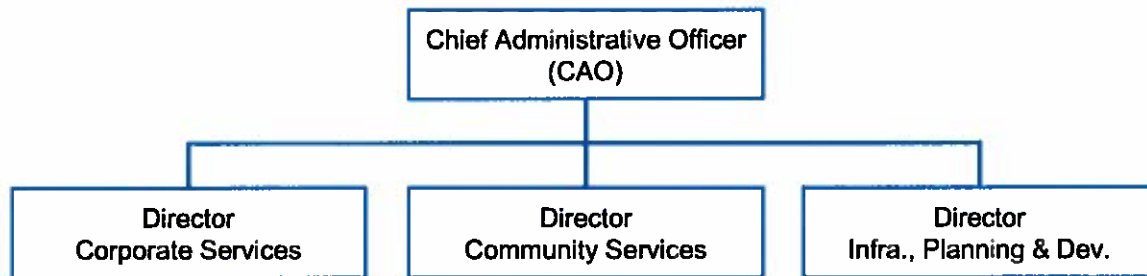 Chief Administrative Officer
(CAO)
Director
Corporate Services
Director
Community Services
Director
Infra., Planning & Dev.